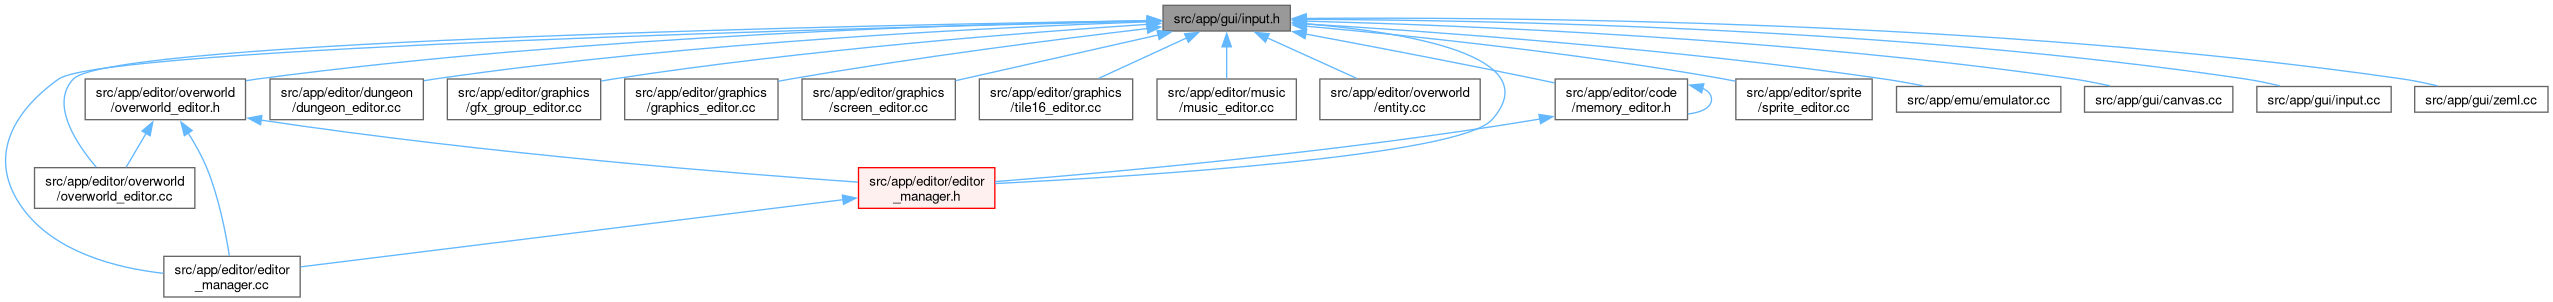 src/app/gui/input.h
src/app/editor/overworld
/overworld_editor.h
src/app/editor/dungeon
/dungeon_editor.cc
src/app/editor/graphics
/gfx_group_editor.cc
src/app/editor/graphics
/graphics_editor.cc
src/app/editor/graphics
/screen_editor.cc
src/app/editor/graphics
/tile16_editor.cc
src/app/editor/music
/music_editor.cc
src/app/editor/overworld
/entity.cc
src/app/editor/code
/memory_editor.h
src/app/editor/sprite
/sprite_editor.cc
src/app/emu/emulator.cc
src/app/gui/canvas.cc
src/app/gui/input.cc
src/app/gui/zeml.cc
src/app/editor/overworld
/overworld_editor.cc
src/app/editor/editor
_manager.h
src/app/editor/editor
_manager.cc